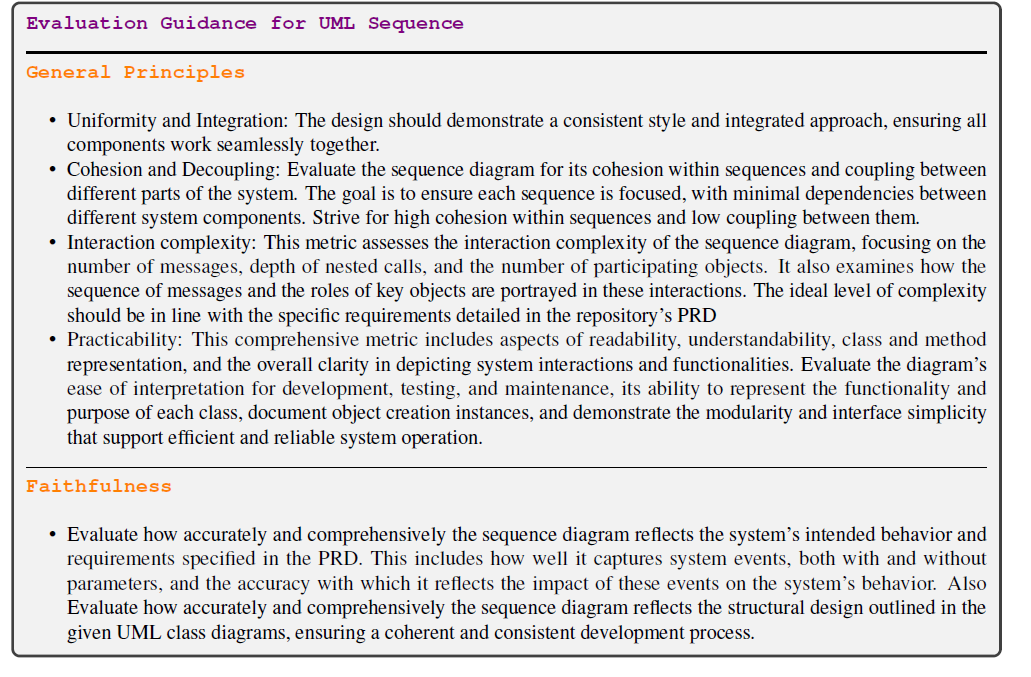 Evaluation Guidance for UML Sequence
General Principles
• Uniformity and Integration: The design should demonstrate a consistent style and integrated approach, ensuring all
components work seamlessly together.
• Cohesion and Decoupling: Evaluate the sequence diagram for its cohesion within sequences and coupling between
different parts of the system. The goal is to ensure each sequence is focused, with minimal dependencies between
different system components. Strive for high cohesion within sequences and low coupling between them.
• Interaction complexity: This metric assesses the interaction complexity of the sequence diagram, focusing on the
number of messages, depth of nested calls, and the number of participating objects. It also examines how the
sequence of messages and the roles of key objects are portrayed in these interactions. The ideal level of complexity
should be in line with the specific requirements detailed in the repository's PRD
• Practicability: This comprehensive metric includes aspects of readability, understandability, class and method
representation, and the overall clarity in depicting system interactions and functionalities. Evaluate the diagram's
ease of interpretation for development, testing, and maintenance, its ability to represent the functionality and
purpose of each class, document object creation instances, and demonstrate the modularity and interface simplicity
that support efficient and reliable system operation.
Faithfulness
• Evaluate how accurately and comprehensively the sequence diagram reflects the system's intended behavior and
requirements specified in the PRD. This includes how well it captures system events, both with and without
parameters, and the accuracy with which it reflects the impact of these events on the system's behavior. Also
Evaluate how accurately and comprehensively the sequence diagram reflects the structural design outlined in the
given UML class diagrams, ensuring a coherent and consistent development process.